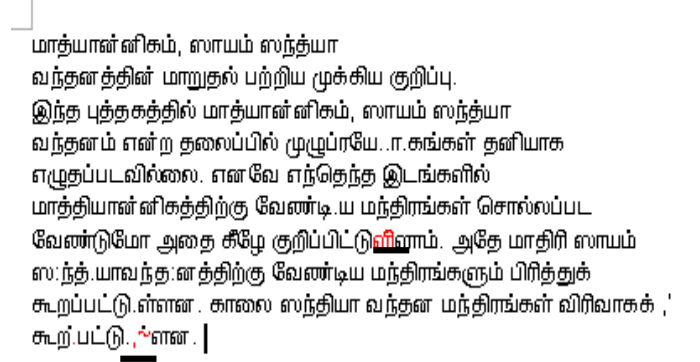 மாத்யான்னிகம், ஸாயம் ஸந்த்யா
வந்தனத்தின் மாறுதல் பற்றிய முக்கிய குறிப்பு.
இந்த புத்தகத்தில் மாத்யான்னிகம், ஸாயம் ஸந்த்யா
வந்தனம் என்ற தலைப்பில் முழுப்ரயே..ா.கங்கள் தனியாக
எழுதப்படவில்லை. எனவே எந்தெந்த இடங்களில்
மாத்தியான்னிகத்திற்கு வேண்டி.ய மந்திரங்கள் சொல்லப்பட
வேண்டுமோ அதை கீழே குறிப்பிட்டுளிளாம். அதே மாதிரி ஸாயம்
ஸ:ந்த்.யாவந்த:னத்திற்கு வேண்டிய மந்திரங்களும் பிரித்துக்
கூறப்பட்டு.ள்ளன. காலை ஸந்தியா வந்தன மந்திரங்கள் விரிவாகக் ,'
கூற.பட்டு.,~ள்ளன.